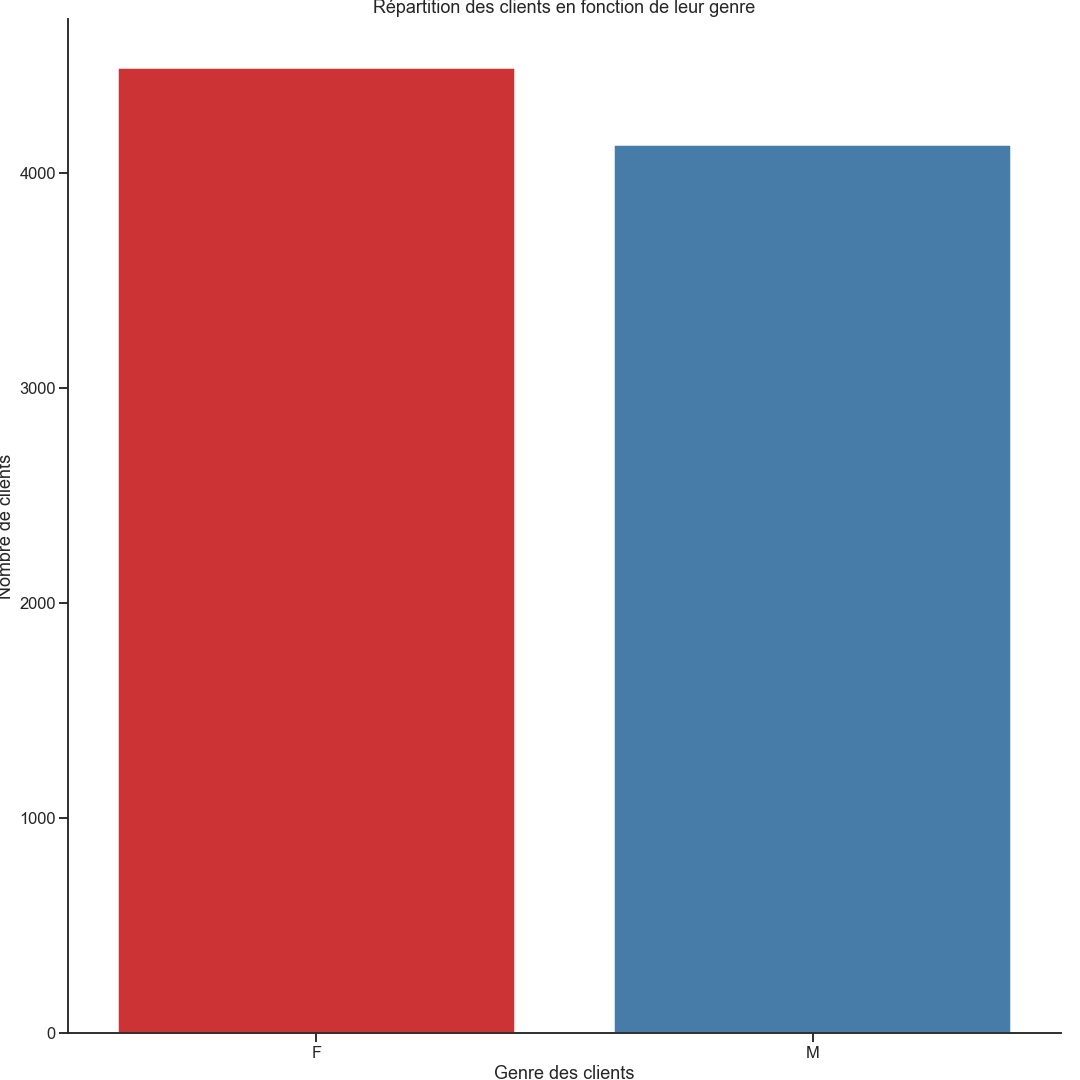 Répartition des clients en fonction de leur genre
4000
3000
2000
1000
0
Nombre de clients
F
M
Genre des clients